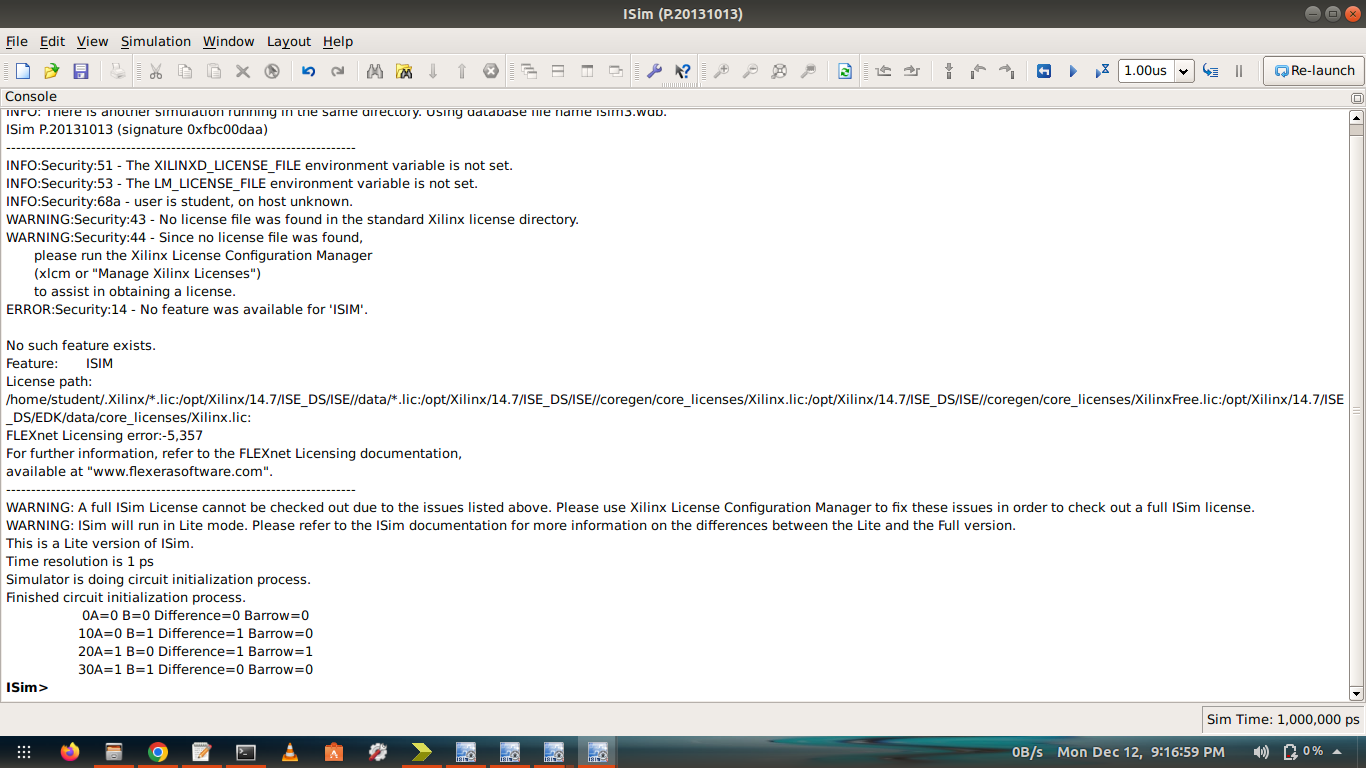 ISim (P.20131013)
File Edit View Simulation Window Layout Help
1.00us
Re-launch
Console
INFO: There is another simulation running in the same directory. Using database file name isim3.wdb.
ISim P.20131013 (signature 0xfbc00daa)
----------------------------------------------------------------------
INFO:Security:51 - The XILINXD_LICENSE_FILE environment variable is not set.
INFO:Security:53 - The LM_LICENSE_FILE environment variable is not set.
INFO:Security:68a - user is student, on host unknown.
WARNING:Security:43 - No license file was found in the standard Xilinx license directory.
WARNING:Security:44 - Since no license file was found,
please run the Xilinx License Configuration Manager
(xlcm or "Manage Xilinx Licenses")
to assist in obtaining a license.
ERROR:Security:14 - No feature was available for 'ISIM'.
No such feature exists.
Feature: ISIM
License path:
/home/student/.Xilinx/*.lic:/opt/Xilinx/14.7/ISE_DS/ISE//data/*.lic:/opt/Xilinx/14.7/ISE_DS/ISE//coregen/core_licenses/Xilinx.lic:/opt/Xilinx/14.7/ISE_DS/ISE//coregen/core_licenses/XilinxFree.lic:/opt/Xilinx/14.7/ISE
_DS/EDK/data/core_licenses/Xilinx.lic:
FLEXnet Licensing error:-5,357
For further information, refer to the FLEXnet Licensing documentation,
available at "www.flexerasoftware.com".
----------------------------------------------------------------------
WARNING: A full ISim License cannot be checked out due to the issues listed above. Please use Xilinx License Configuration Manager to fix these issues in order to check out a full ISim license.
WARNING: ISim will run in Lite mode. Please refer to the ISim documentation for more information on the differences between the Lite and the Full version.
This is a Lite version of ISim.
Time resolution is 1 ps
Simulator is doing circuit initialization process.
Finished circuit initialization process.
0A=0 B=0 Difference=0 Barrow=0
10A=0 B=1 Difference=1 Barrow=0
20A=1 B=0 Difference=1 Barrow=1
30A=1 B=1 Difference=0 Barrow=0
ISim>
Sim Time: 1,000,000 ps
0B/s Mon Dec 12, 9:16:59 PM 0 %